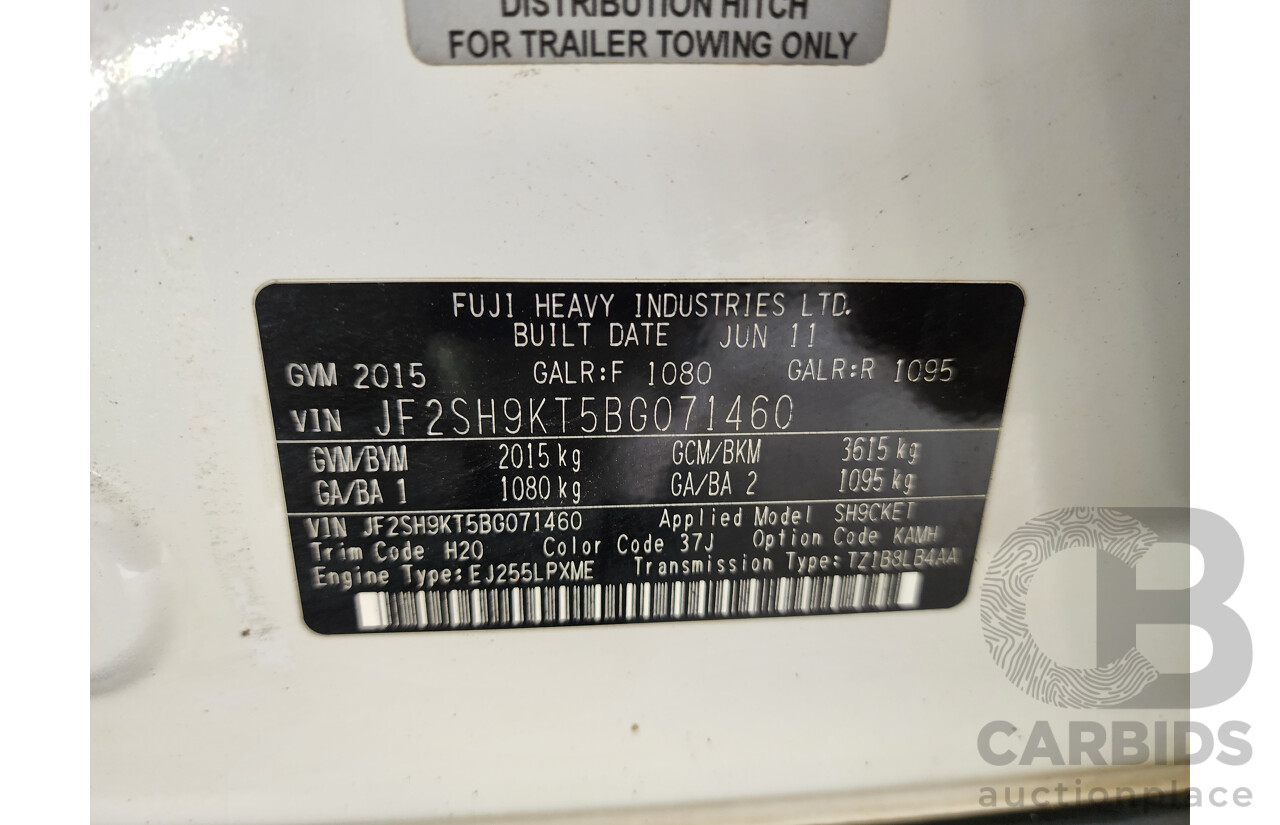 DISTRIBUTION HITCH
FOR TRAILER TOWING ONLY
FUJI HEAVY INDUSTRIES LTD.
BUILT DATE JUN 11
GVM 2015 GALR:F 1080 GALR:R 1095
VIN JF2SH9KT5BG071460
GVM/BVM 2015 kg GCM/BKM 3615 kg
GA/BA 1 1080 kg GA/BA 2 1095 kg
VIN JF2SH9KT5BG071460 Applied Model SH9CKET
Trim Code H20 Color Code 37J Option Code KAMH
Engine Type: EJ255LPXME Transmission Type: TZ1B8LB4AA
CB
CARBIDS
auctionplace